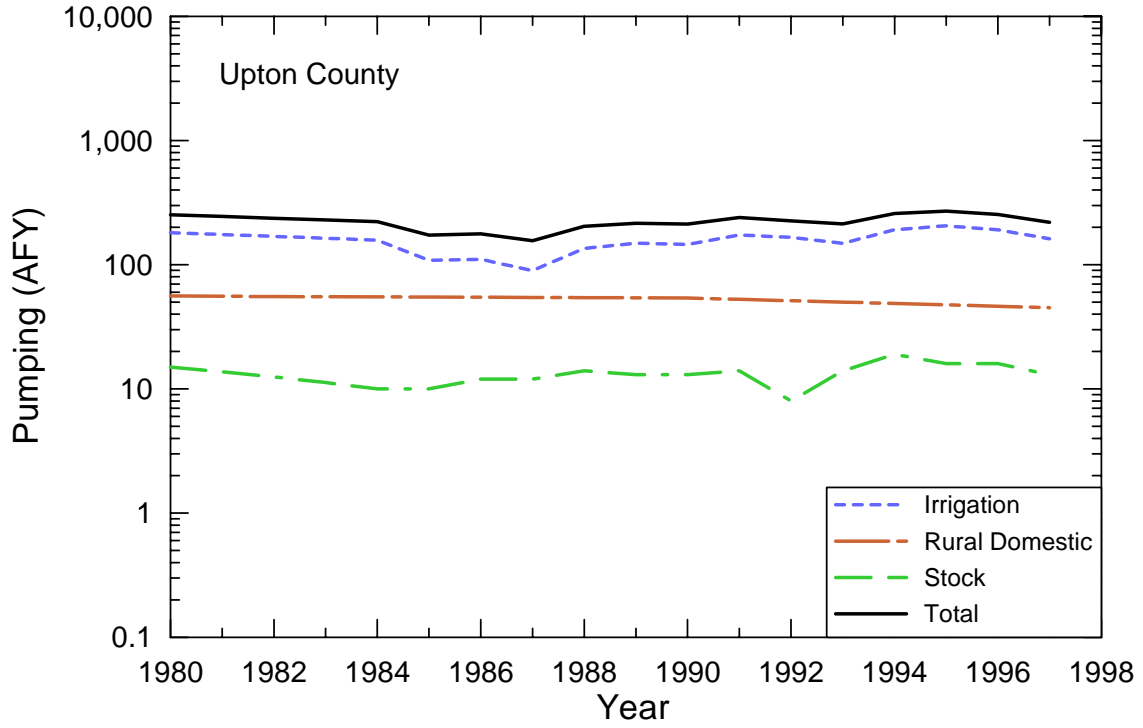 10,000
1,000
100
10
1
0.1
Pumping (AFY)
Upton County
Irrigation
Rural Domestic
Stock
Total
1980 1982 1984 1986 1988 1990 1992 1994 1996 1998
Year